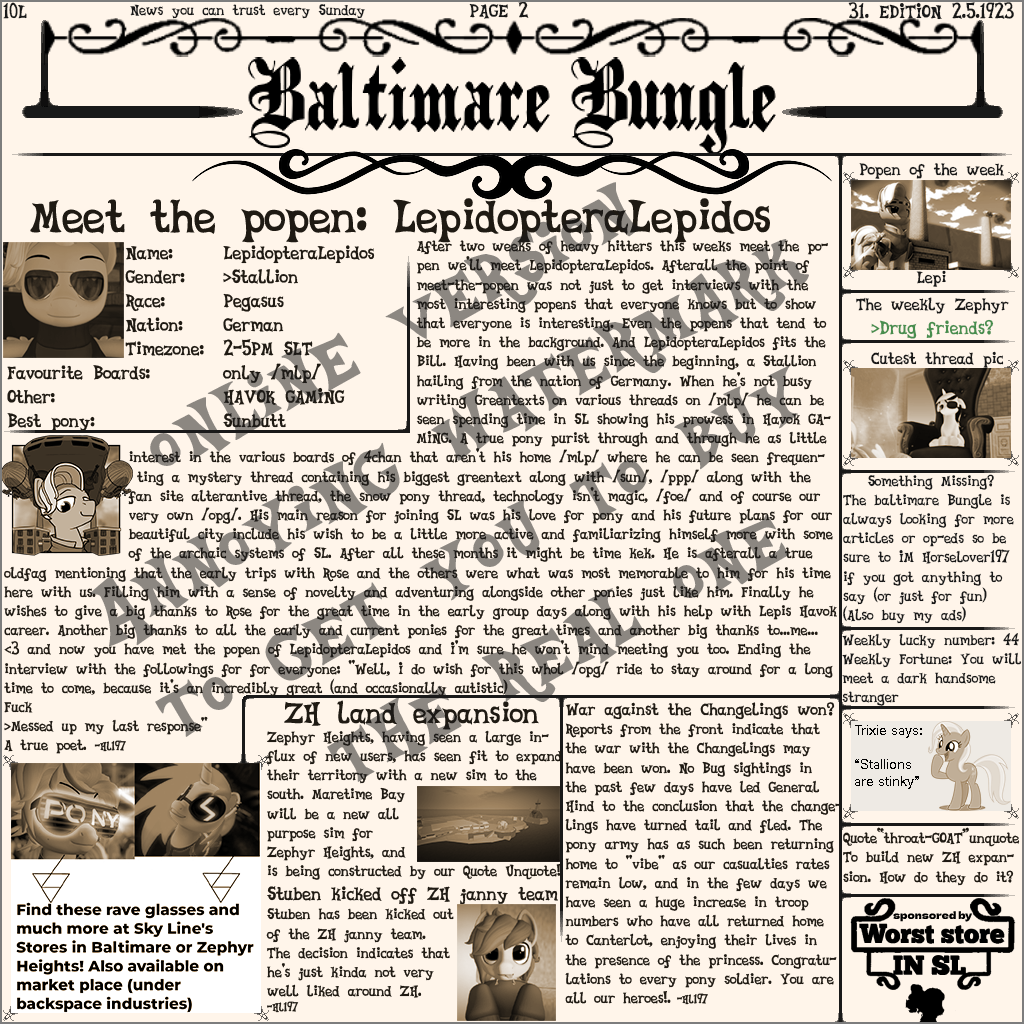 10L
News you can trust every Sunday
PAGE 2
31. EDITION 2.5.1923
Baltimare Bungle
Meet the popen: LepidopteraLepidos
Name: LepidopteraLepidos
Gender: >Stallion
Race: Pegasus
Nation: German
Timezone: 2-5PM SLT
Favourite Boards: only /mlp/
Other: HAVOK GAMING
Best pony: Sunbutt
After two weeks of heavy hitters this weeks meet the po-
pen we'll meet LepidopteraLepidos. Afterall the point of
meet-the-popen was not just to get interviews with the
most interesting popens that everyone knows but to show
that everyone is interesting. Even the popens that tend to
be more in the background. And LepidopteraLepidos fits the
Bill. Having been with us since the beginning, a Stallion
hailing from the nation of Germany. When he's not busy
writing Greentexts on various threads on /mlp/ he can be
seen spending time in SL showing his prowess in Havok GA-
MING. A true pony purist through and through he as little
interest in the various boards of 4chan that aren't his home /mlp/ where he can be seen frequen-
ting a mystery thread containing his biggest greentext along with /sun/, /ppp/ along with the
fan site alterantive thread, the snow pony thread, technology isn't magic, /foe/ and of course our
very own /opg/. His main reason for joining SL was his love for pony and his future plans for our
beautiful city include his wish to be a little more active and familiarizing himself more with some
of the archaic systems of SL. After all these months it might be time kek. He is afterall a true
oldfag mentioning that the early trips with Rose and the others were what was most memorable to him for his time
here with us. Filling him with a sense of novelty and adventuring alongside other ponies just like him. Finally he
wishes to give a big thanks to Rose for the great time in the early group days along with his help with Lepis Havok
career. Another big thanks to all the early and current ponies for the great times and another big thanks to...me...
<3 and now you have met the popen of LepidopteraLepidos and i'm sure he won't mind meeting you too. Ending the
interview with the followings for for everyone: "Well, i do wish for this whol /opg/ ride to stay around for a long
time to come, because it's an incredibly great (and occasionally autistic)
Fuck
>Messed up my last response"
A true poet. -HL197
ONLINE VERSION
ANNOYING WATERMARK
TO GET YOU TO BUY
THE REAL ONE
PONY
Find these rave glasses and
much more at Sky Line's
Stores in Baltimare or Zephyr
Heights! Also available on
market place (under
backspace industries)
ZH land expansion
Zephyr Heights, having seen a large in-
flux of new users, has seen fit to expand
their territory with a new sim to the
south. Maretime Bay
will be a new all
purpose sim for
Zephyr Heights, and
is being constructed by our Quote Unquote!
Stuben kicked off ZH janny team
Stuben has been kicked out
of the ZH janny team.
The decision indicates that
he's just kinda not very
well liked around ZH.
-HL197
War against the Changelings won?
Reports from the front indicate that
the war with the Changelings may
have been won. No Bug sightings in
the past few days have led General
Hind to the conclusion that the change-
lings have turned tail and fled. The
pony army has as such been returning
home to "vibe" as our casualties rates
remain low, and in the few days we
have seen a huge increase in troop
numbers who have all returned home
to Canterlot, enjoying their lives in
the presence of the princess. Congratu-
lations to every pony soldier. You are
all our heroes!. -HL197
Popen of the week
Lepi
The weekly Zephyr
>Drug friends?
Cutest thread pic
Something Missing?
The baltimare Bungle is
always looking for more
articles or op-eds so be
sure to iM Horselover197
if you got anything to
say (or just for fun)
(Also buy my ads)
Weekly lucky number: 44
Weekly Fortune: You will
meet a dark handsome
stranger
Trixie says:
"Stallions
are stinky"
Quote"throat-GOAT"unquote
To build new ZH expan-
sion. How do they do it?
sponsored by
Worst store
IN SL